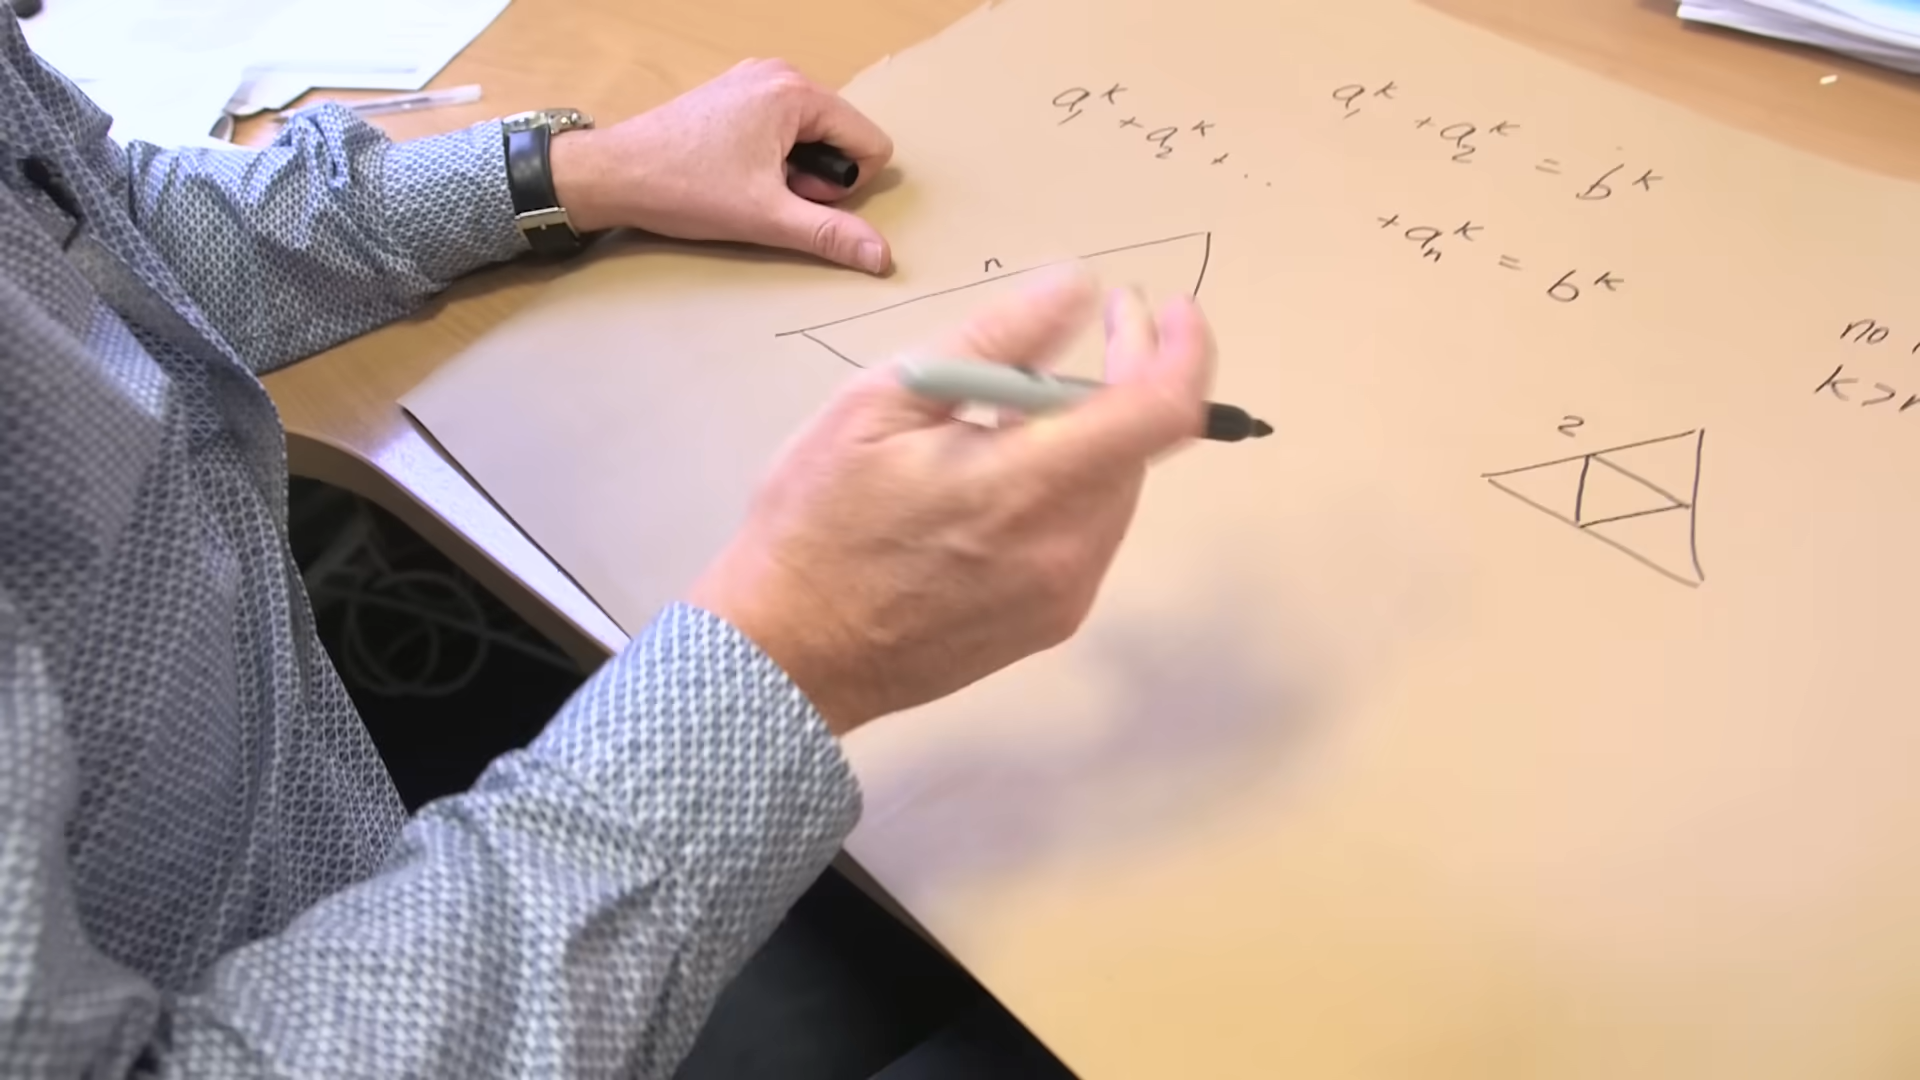 a₁ᵏ + a₂ᵏ + ...
a₁ᵏ + a₂ᵏ = bᵏ
+ aₙᵏ = bᵏ
n
no
k >
2